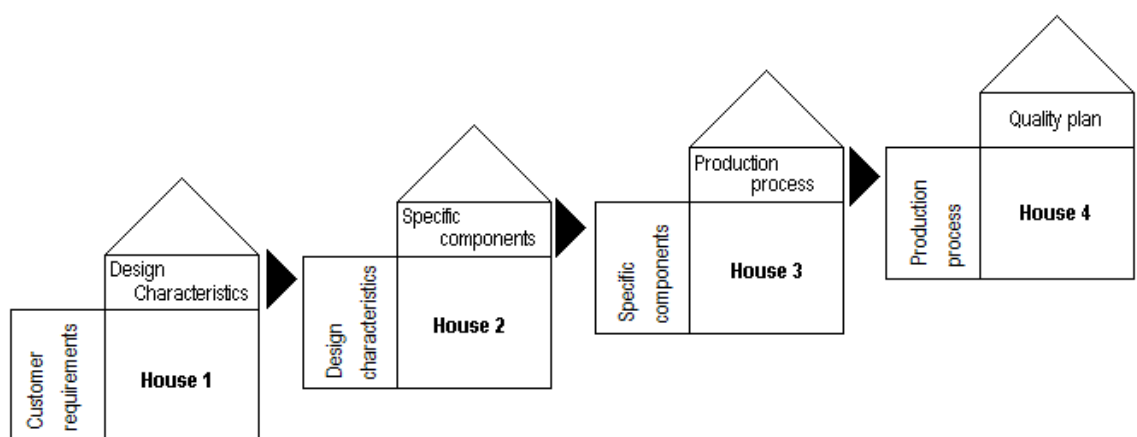 Design
Characteristics
Customer
requirements
House 1
Specific
components
Design
characteristics
House 2
Production
process
Specific
components
House 3
Quality plan
Production
process
House 4